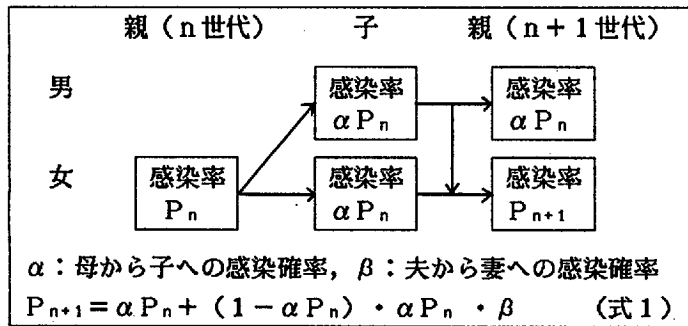 親（n世代） 子 親（n＋1世代）
男 感染率 感染率
αPn αPn
女 感染率 感染率 感染率
Pn αPn Pn+1
α：母から子への感染確率，β：夫から妻への感染確率
Pn+1＝αPn＋（1－αPn）・αPn・β （式1）